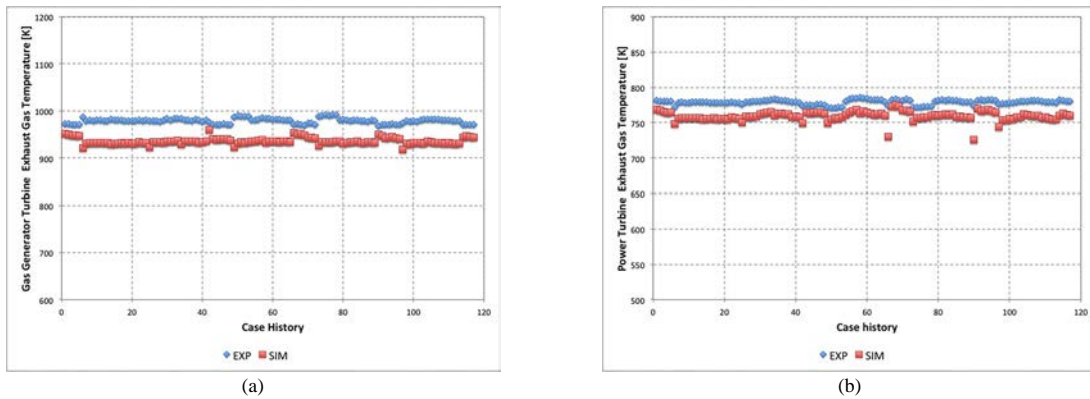 Gas Generator Turbine Exhaust Gas Temperature [K]
1200
1100
1000
900
800
700
600
0 20 40 60 80 100 120
Case History
EXP SIM
(a)
Power Turbine Exhaust Gas Temperature [K]
900
850
800
750
700
650
600
550
500
0 20 40 60 80 100 120
Case history
EXP SIM
(b)